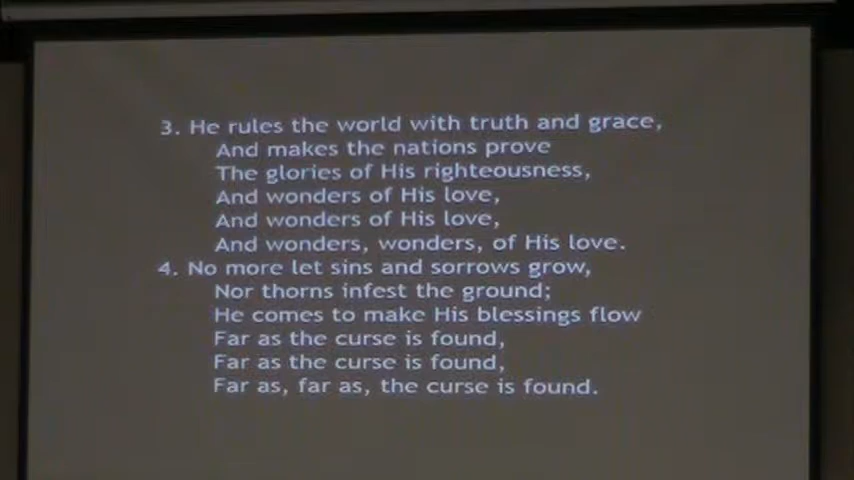 3. He rules the world with truth and grace,
And makes the nations prove
The glories of His righteousness,
And wonders of His love,
And wonders of His love,
And wonders, wonders, of His love.
4. No more let sins and sorrows grow,
Nor thorns infest the ground;
He comes to make His blessings flow
Far as the curse is found,
Far as the curse is found,
Far as, far as, the curse is found.